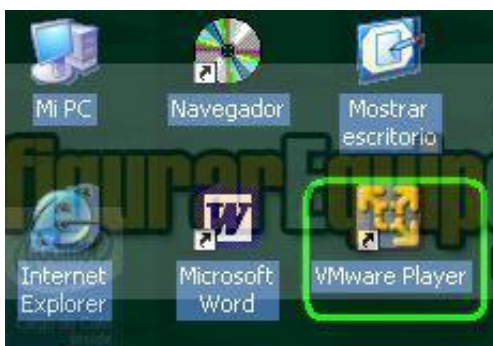 Mi PC
Navegador
Mostrar
escritorio
figurarEquip
Internet
Explorer
Microsoft
Word
VMware Player